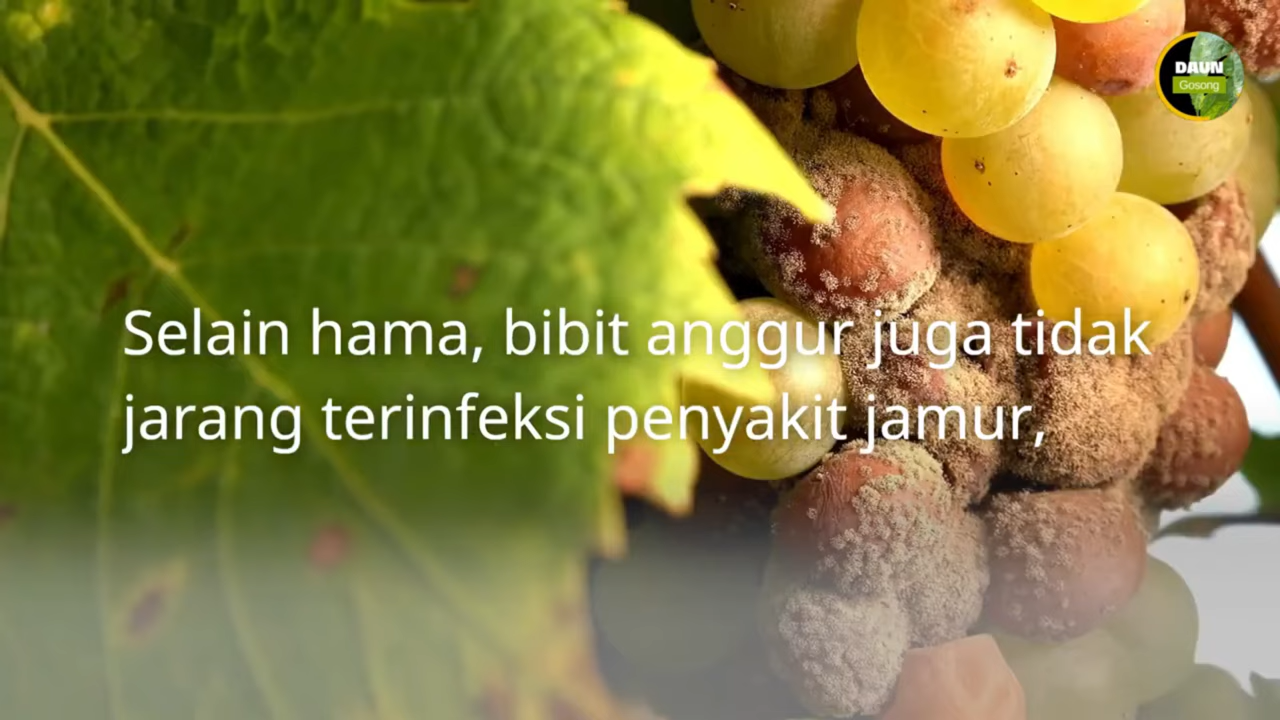 DAUN
Gosong
Selain hama, bibit anggur juga tidak
jarang terinfeksi penyakit jamur,